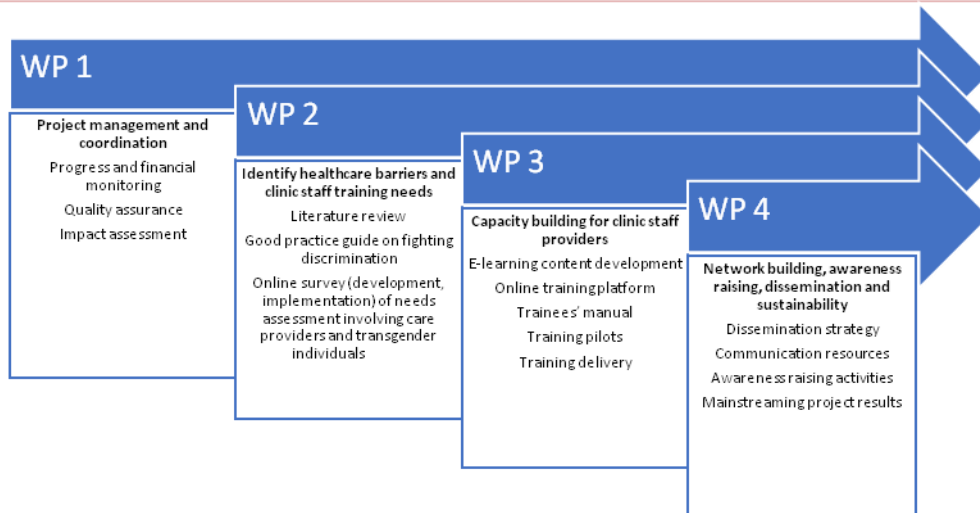 WP 1
Project management and
coordination
Progress and financial
monitoring
Quality assurance
Impact assessment
WP 2
Identify healthcare barriers and
clinic staff training needs
Literature review
Good practice guide on fighting
discrimination
Online survey (development,
implementation) of needs
assessment involving care
providers and transgender
individuals
WP 3
Capacity building for clinic staff
providers
E-learning content development
Online training platform
Trainees' manual
Training pilots
Training delivery
WP 4
Network building, awareness
raising, dissemination and
sustainability
Dissemination strategy
Communication resources
Awareness raising activities
Mainstreaming project results